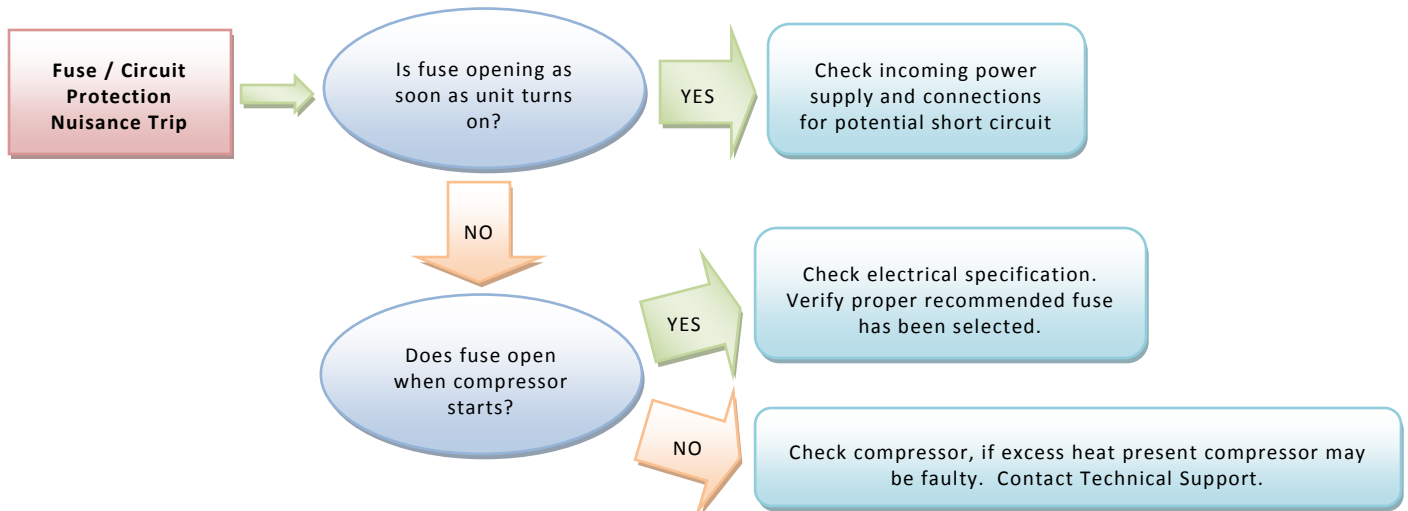 Fuse / Circuit
Protection
Nuisance Trip
Is fuse opening as
soon as unit turns
on?
YES
Check incoming power
supply and connections
for potential short circuit
NO
Does fuse open
when compressor
starts?
YES
Check electrical specification.
Verify proper recommended fuse
has been selected.
NO
Check compressor, if excess heat present compressor may
be faulty.  Contact Technical Support.